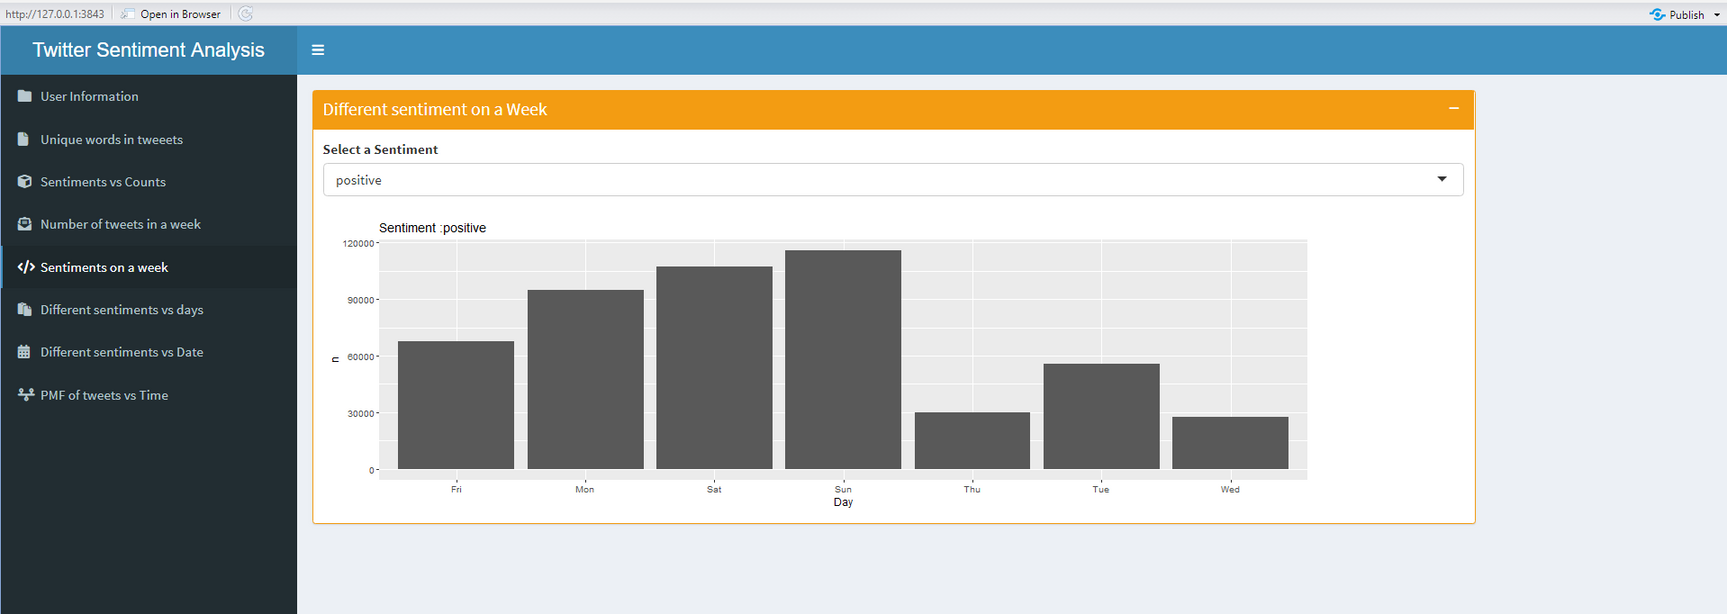 http://127.0.0.1:3843 Open in Browser Publish
Twitter Sentiment Analysis
User Information
Unique words in tweeets
Sentiments vs Counts
Number of tweets in a week
Sentiments on a week
Different sentiments vs days
Different sentiments vs Date
PMF of tweets vs Time
Different sentiment on a Week
Select a Sentiment
positive
Sentiment :positive
120000
90000
60000
30000
0
n
Fri Mon Sat Sun Thu Tue Wed
Day